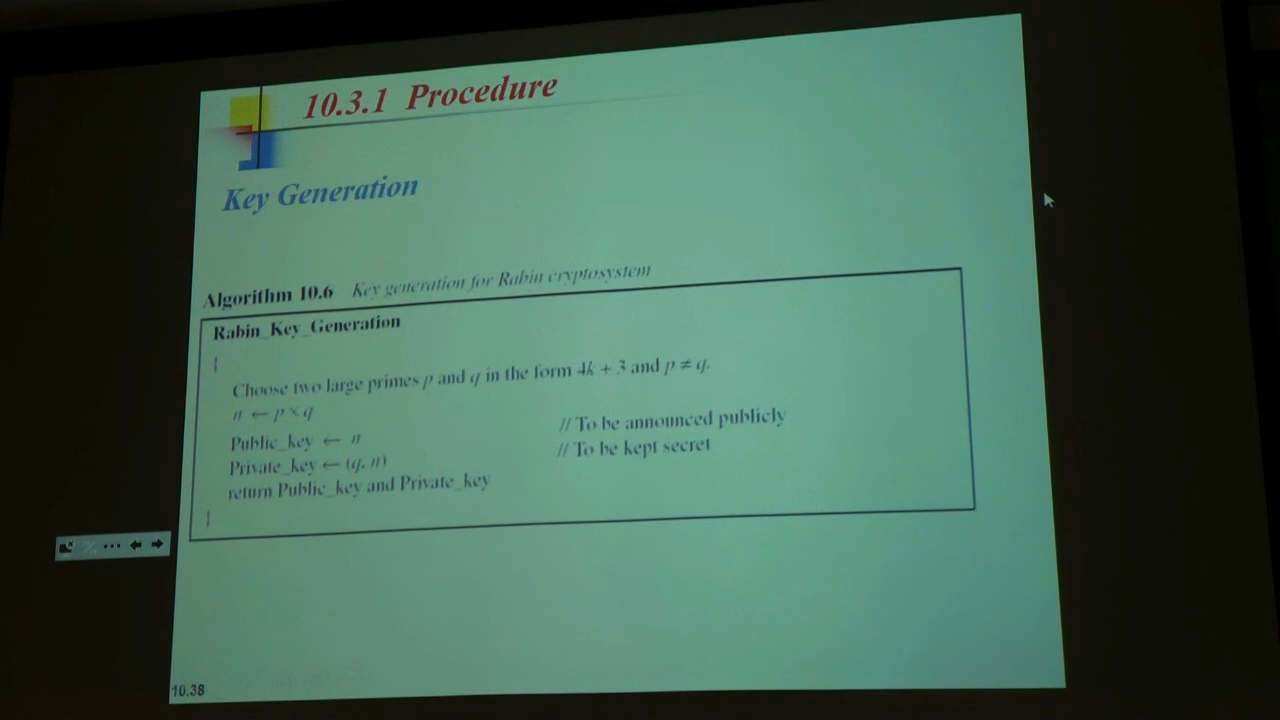 10.3.1 Procedure
Key Generation
Algorithm 10.6 Key generation for Rabin cryptosystem
Rabin_Key_Generation
{
Choose two large primes p and q in the form 4k + 3 and p ≠ q.
n ← p × q
Public_key ← n // To be announced publicly
Private_key ← (q, n) // To be kept secret
return Public_key and Private_key
}
10.38